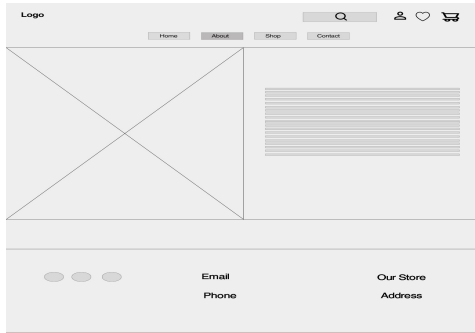 Logo
Home About Shop Contact
Email Our Store
Phone Address